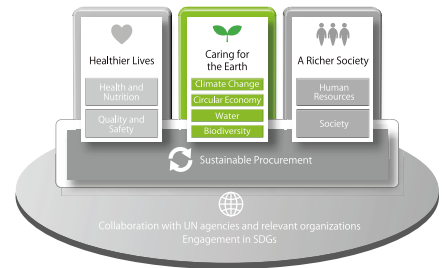 Healthier Lives
Health and
Nutrition
Quality and
Safety
Caring for
the Earth
Climate Change
Circular Economy
Water
Biodiversity
A Richer Society
Human
Resources
Society
Sustainable Procurement
Collaboration with UN agencies and relevant organizations
Engagement in SDGs